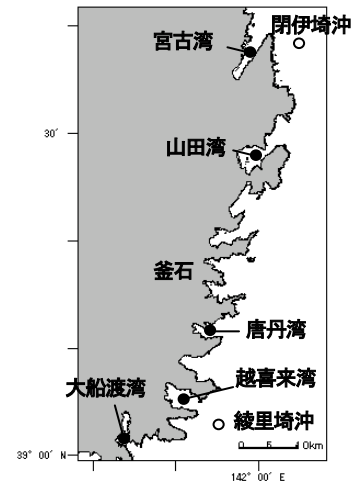 閉伊埼沖
宮古湾
30′
山田湾
釜石
唐丹湾
越喜来湾
大船渡湾
綾里埼沖
0 5 10km
39° 00′ N
142° 00′ E